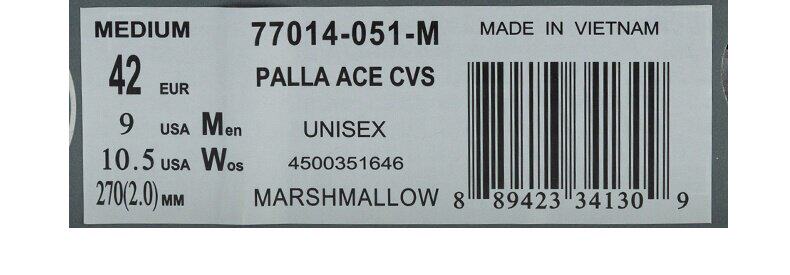 MEDIUM
42 EUR
9 USA Men
10.5 USA Wos
270(2.0) MM
77014-051-M
PALLA ACE CVS
UNISEX
4500351646
MARSHMALLOW
MADE IN VIETNAM
8 89423 34130 9